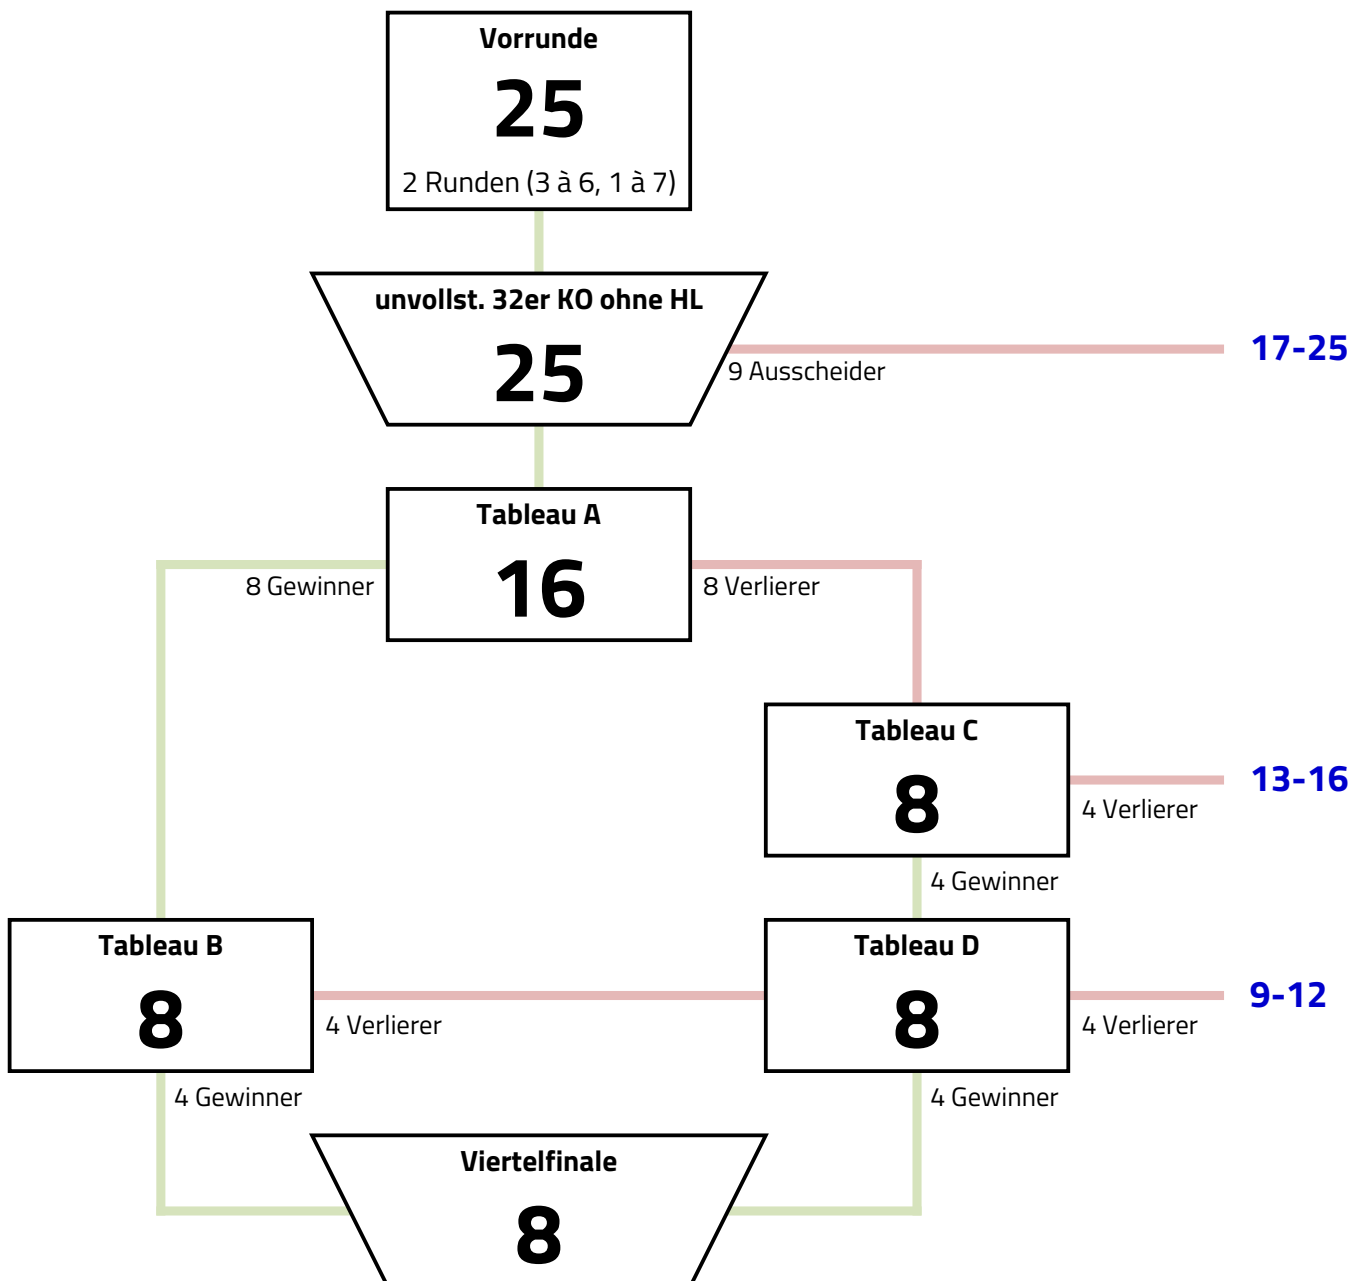 Vorrunde
25
2 Runden (3 à 6, 1 à 7)
unvollst. 32er KO ohne HL
25
9 Ausscheider
17-25
Tableau A
16
8 Gewinner
8 Verlierer
Tableau C
8
4 Verlierer
13-16
4 Gewinner
Tableau B
8
4 Verlierer
4 Gewinner
Tableau D
8
4 Verlierer
9-12
4 Gewinner
Viertelfinale
8